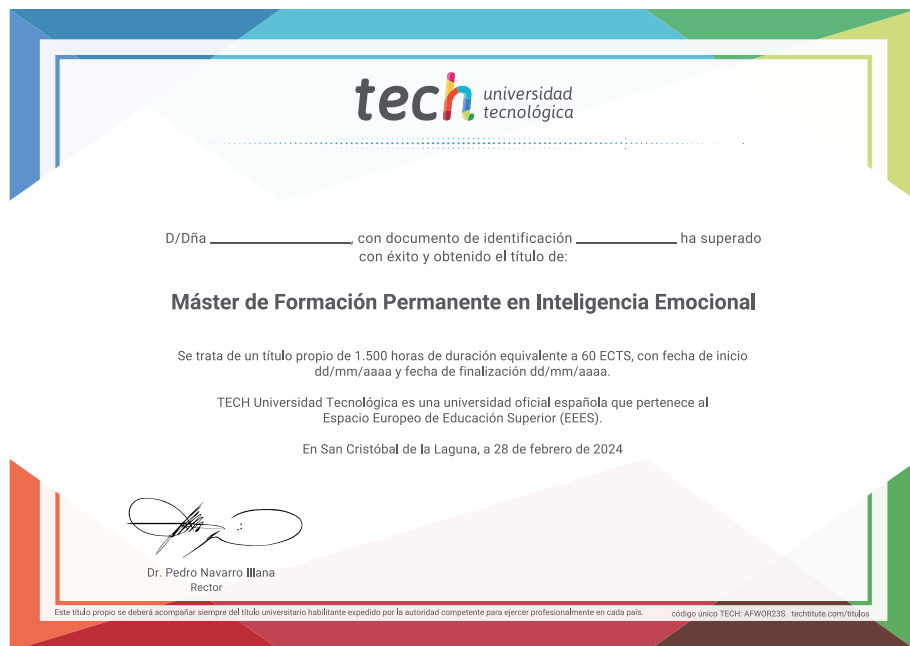 tech universidad
tecnológica
D/Dña ________________, con documento de identificación ____________ ha superado
con éxito y obtenido el título de:
Máster de Formación Permanente en Inteligencia Emocional
Se trata de un título propio de 1.500 horas de duración equivalente a 60 ECTS, con fecha de inicio
dd/mm/aaaa y fecha de finalización dd/mm/aaaa.
TECH Universidad Tecnológica es una universidad oficial española que pertenece al
Espacio Europeo de Educación Superior (EEES).
En San Cristóbal de la Laguna, a 28 de febrero de 2024
Dr. Pedro Navarro Illana
Rector
Este título propio se deberá acompañar siempre del título universitario habilitante expedido por la autoridad competente para ejercer profesionalmente en cada país. código único TECH: AFWOR23S techtitute.com/titulos